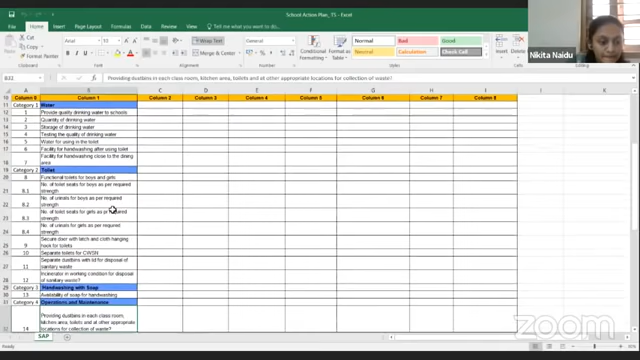 School Action Plan_T5 - Excel
File Home Insert Page Layout Formulas Data Review View Tell me what you want to do
Nikita Naidu
Arial
Wrap Text
General
Normal Bad Good
Merge & Center
Neutral Calculation Check Cell
B32 Providing dustbins in each class room, kitchen area, toilets and at other appropriate locations for collection of waste?
A B C D E F G H I J K
Column 0 Column 1 Column 2 Column 3 Column 4 Column 5 Column 6 Column 7 Column 8
Category 1 Water
1 Provide quality drinking water to schools
2 Quantity of drinking water
3 Storage of drinking water
4 Testing the quality of drinking water
5 Water for using in the toilet
6 Facility for handwashing after using toilet
7 Facility for handwashing close to the dining
area
Category 2 Toilet
8 Functional toilets for boys and girls
8.1 No. of toilet seats for boys as per required
strength
8.2 No. of urinals for boys as per required
strength
8.3 No. of toilet seats for girls as per required
strength
8.4 No. of urinals for girls as per required
strength
9 Secure door with latch and cloth hanging
hook for toilets
10 Separate toilets for CWSN
11 Separate dustbins with lid for disposal of
sanitary waste
12 Incinerator in working condition for disposal
of sanitary waste?
Category 3 Handwashing with Soap
13 Availability of soap for handwashing
Category 4 Operations and Maintenance
14 Providing dustbins in each class room,
kitchen area, toilets and at other appropriate
locations for collection of waste?
SAP
zoom